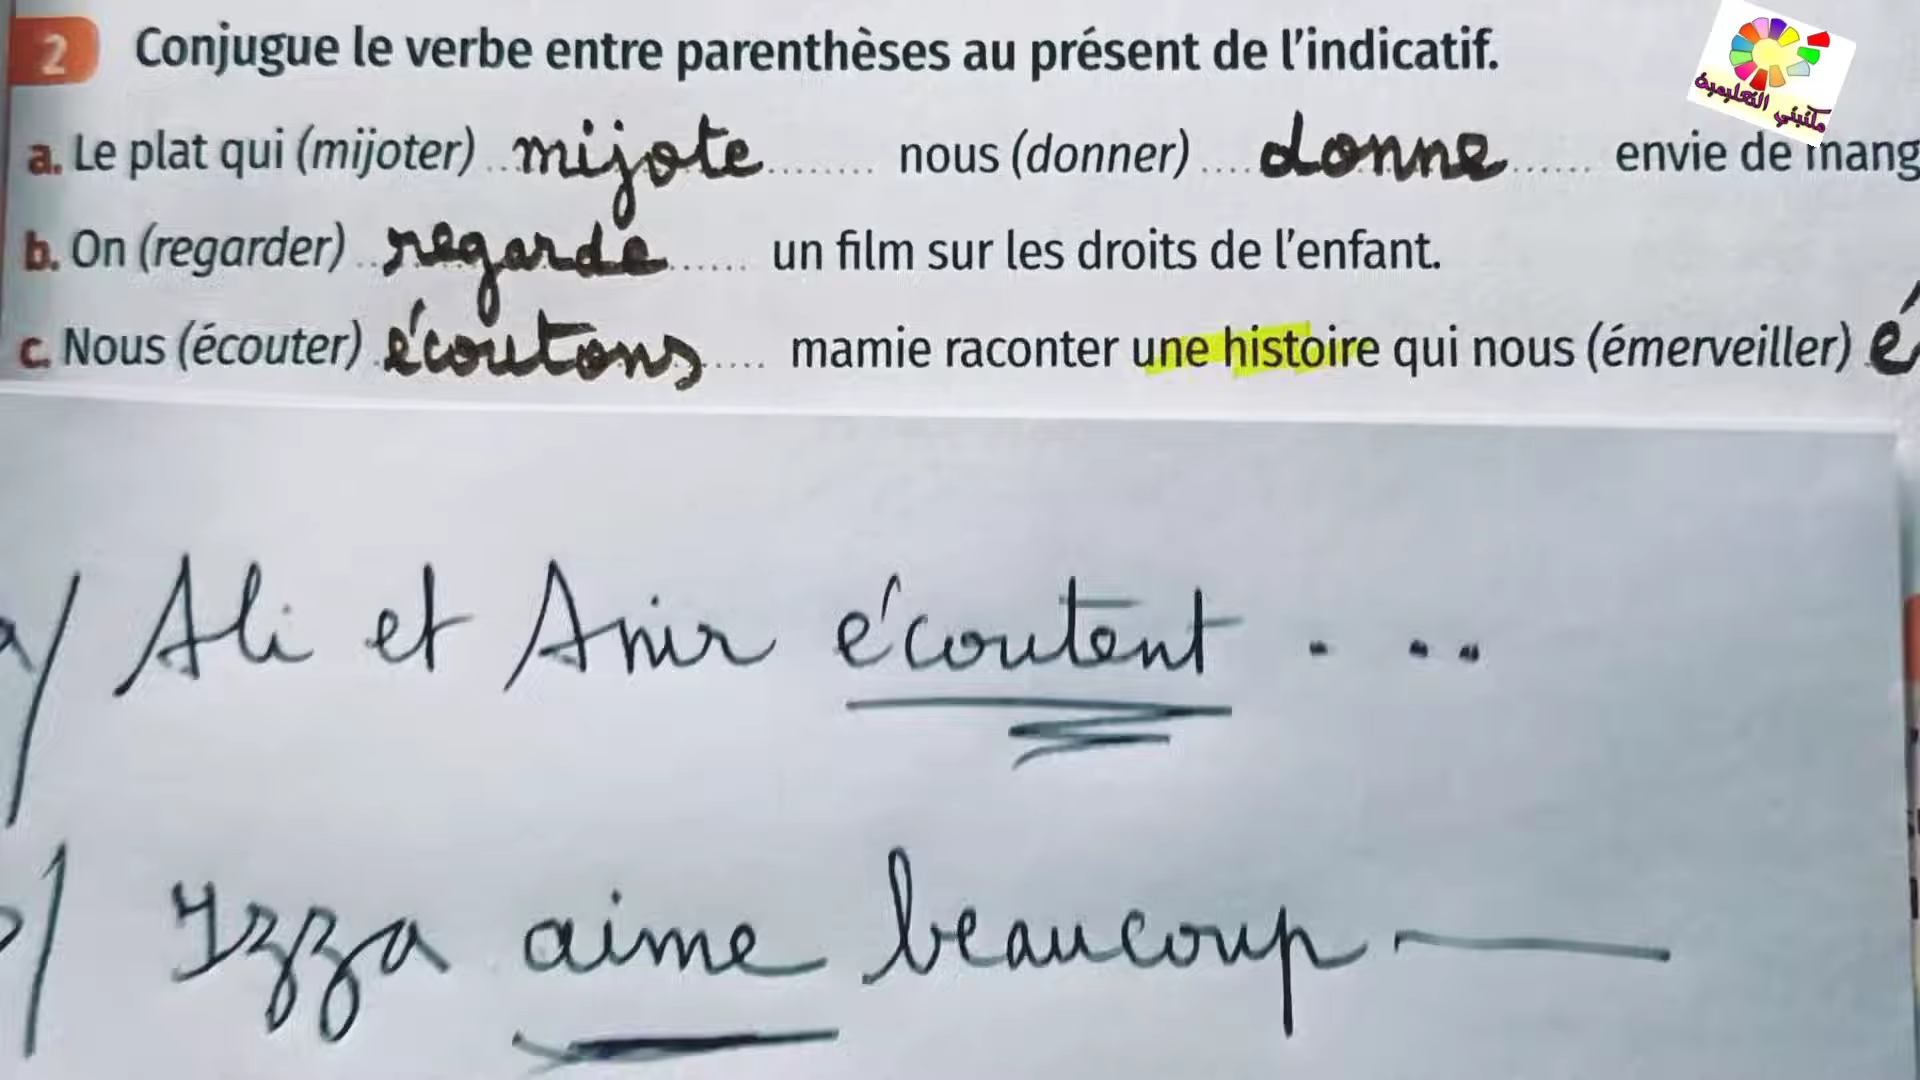 2 Conjugue le verbe entre parenthèses au présent de l'indicatif.
مكتبتي التعليمية
a. Le plat qui (mijoter) ..mijote........ nous (donner) ....donne...... envie de mang
b. On (regarder) ..regarde...... un film sur les droits de l'enfant.
c. Nous (écouter) .écoutons..... mamie raconter une histoire qui nous (émerveiller) é
a/ Ali et Anir écoutent . ...
b/ Izza aime beaucoup —